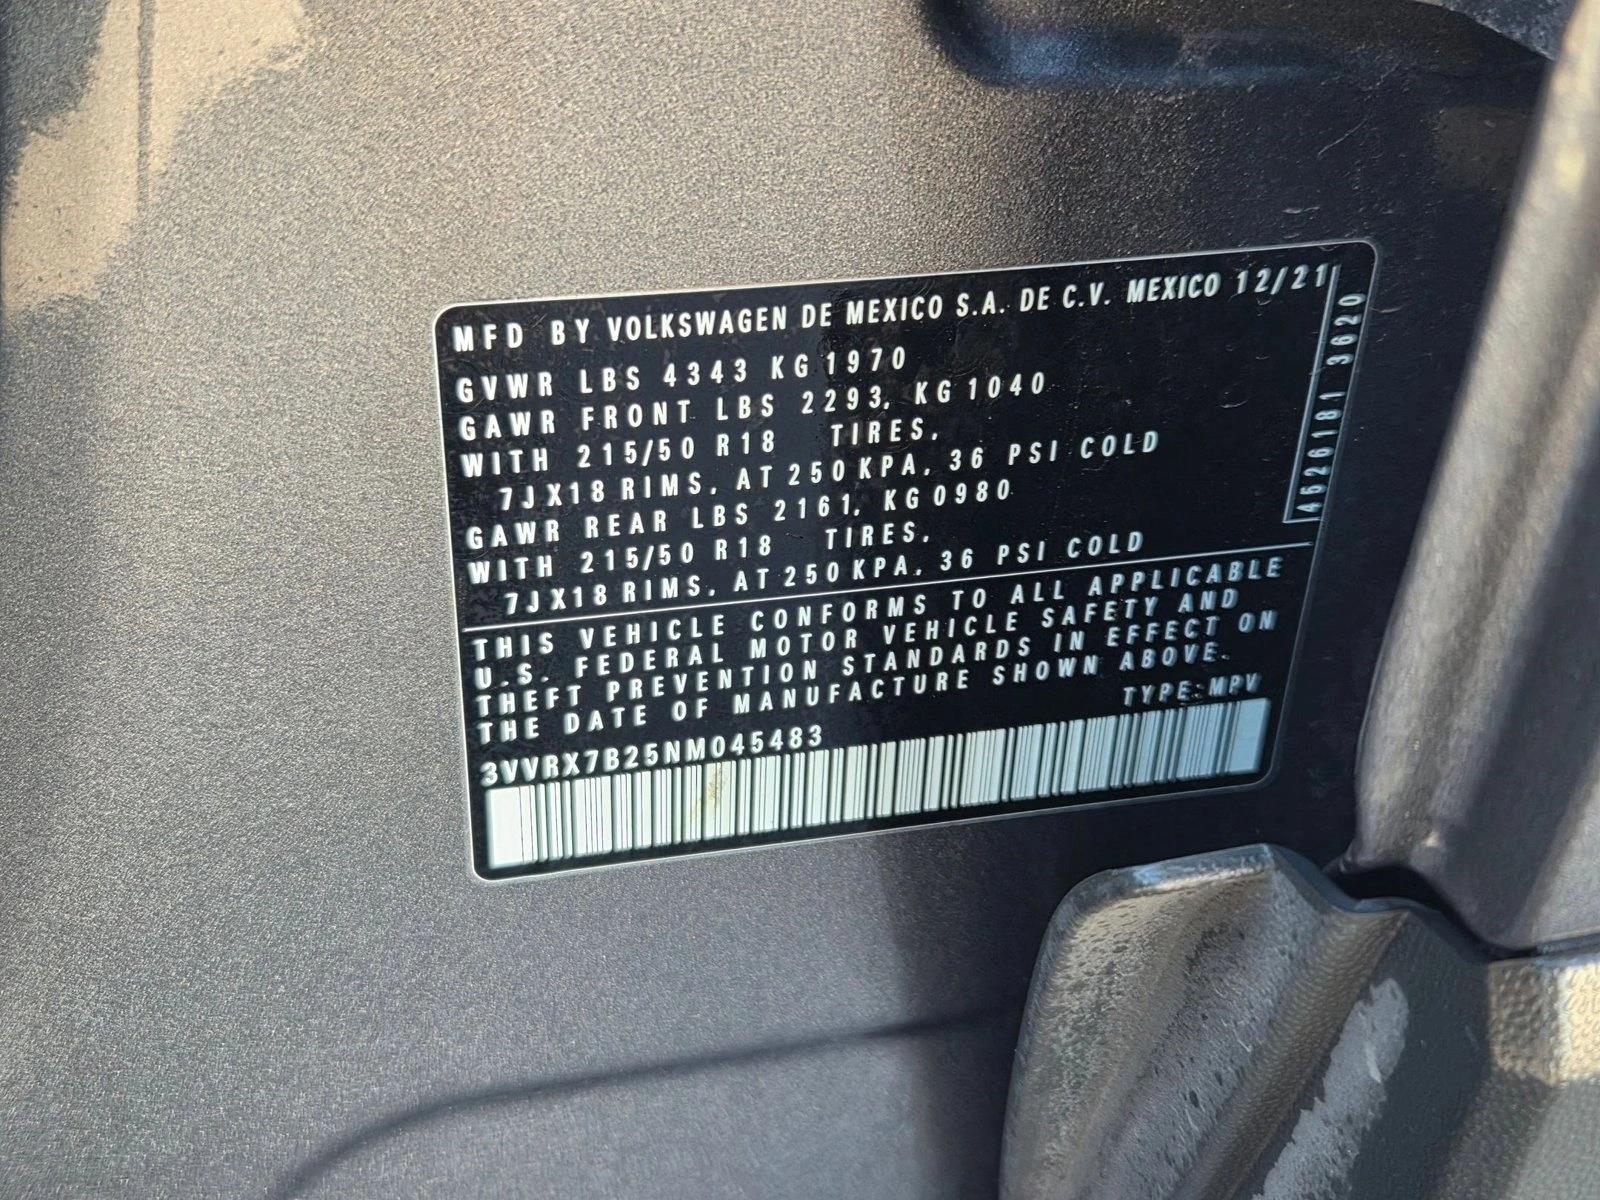 MFD BY VOLKSWAGEN DE MEXICO S.A. DE C.V. MEXICO 12/21
GVWR LBS 4343 KG 1970
GAWR FRONT LBS 2293, KG 1040
WITH 215/50 R18 TIRES,
7JX18 RIMS, AT 250 KPA, 36 PSI COLD
GAWR REAR LBS 2161, KG 0980
WITH 215/50 R18 TIRES,
7JX18 RIMS, AT 250 KPA, 36 PSI COLD
THIS VEHICLE CONFORMS TO ALL APPLICABLE
U.S. FEDERAL MOTOR VEHICLE SAFETY AND
THEFT PREVENTION STANDARDS IN EFFECT ON
THE DATE OF MANUFACTURE SHOWN ABOVE.
TYPE: MPV
3VVRX7B25NM045483
4626181 3620